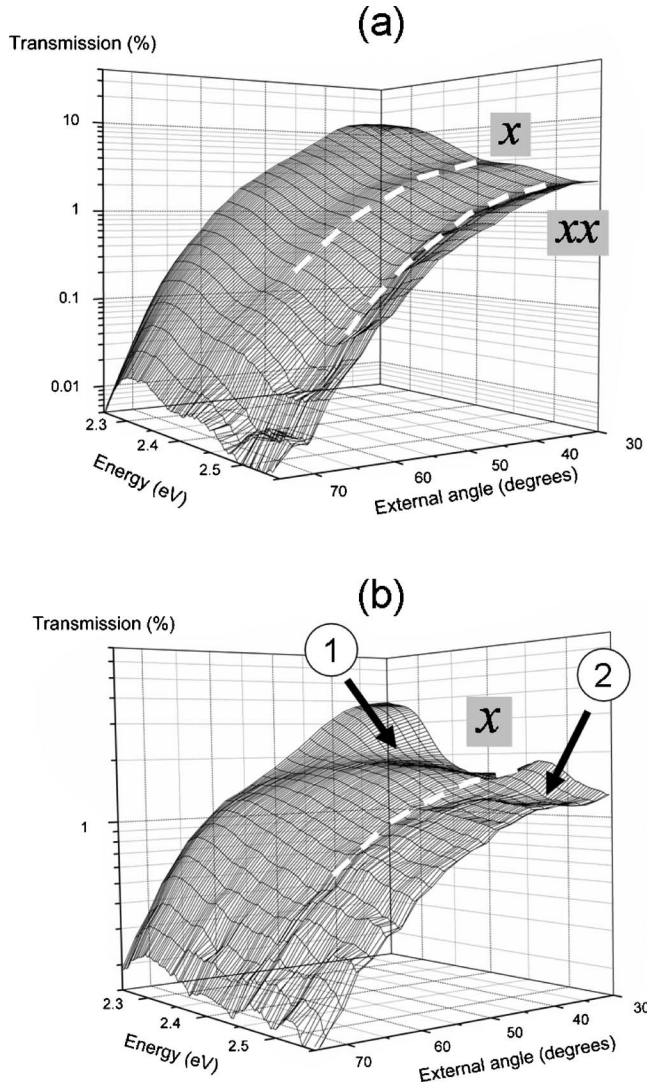 (a)
Transmission (%)
10
1
0.1
0.01
x
xx
2.3
2.4
2.5
Energy (eV)
70
60
50
40
30
External angle (degrees)
(b)
Transmission (%)
1
2
x
1
2.3
2.4
2.5
Energy (eV)
70
60
50
40
30
External angle (degrees)